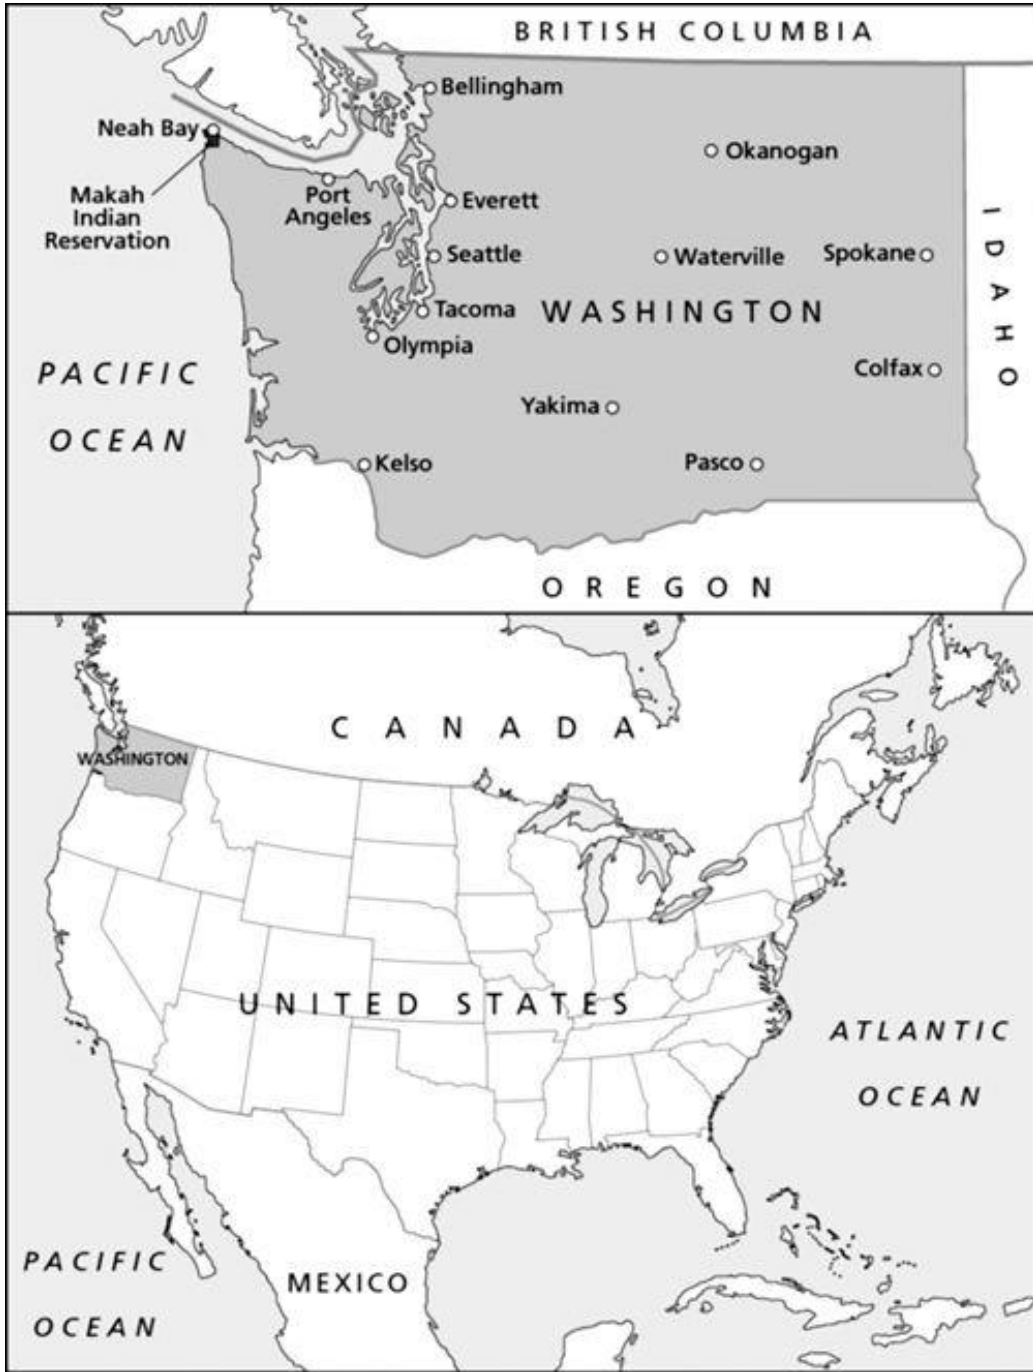 BRITISH COLUMBIA
Bellingham
Neah Bay
Okanogan
Makah
Indian
Reservation
Port
Angeles
Everett
IDAHO
Seattle
Waterville
Spokane
Tacoma
WASHINGTON
Olympia
PACIFIC
OCEAN
Colfax
Yakima
Kelso
Pasco
OREGON
CANADA
WASHINGTON
UNITED STATES
ATLANTIC
OCEAN
PACIFIC
OCEAN
MEXICO